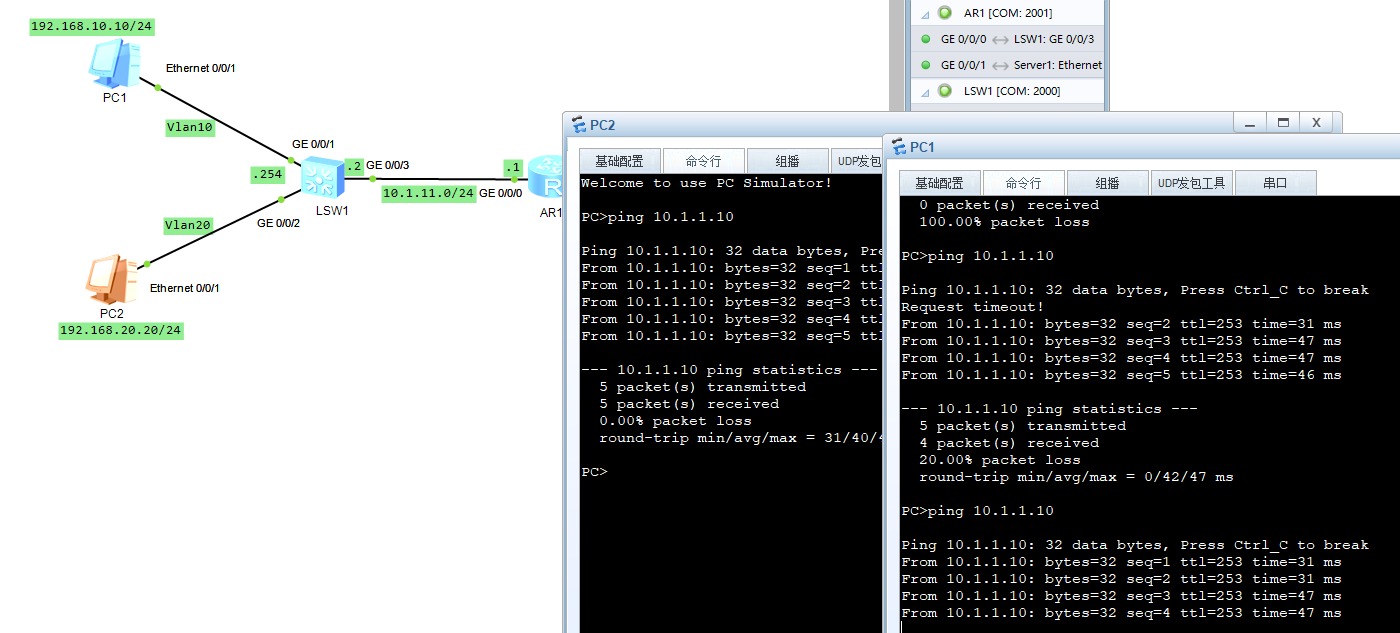 192.168.10.10/24
Ethernet 0/0/1
PC1
Vlan10
GE 0/0/1
.254
.2
GE 0/0/3
.1
10.1.11.0/24
GE 0/0/0
LSW1
R
AR1
Vlan20
GE 0/0/2
Ethernet 0/0/1
PC2
192.168.20.20/24
AR1 [COM: 2001]
GE 0/0/0
LSW1: GE 0/0/3
GE 0/0/1
Server1: Ethernet
LSW1 [COM: 2000]
PC2
X
基础配置
命令行
组播
UDP发包
Welcome to use PC Simulator!
PC>ping 10.1.1.10
Ping 10.1.1.10: 32 data bytes, Pre
From 10.1.1.10: bytes=32 seq=1 ttl
From 10.1.1.10: bytes=32 seq=2 ttl
From 10.1.1.10: bytes=32 seq=3 ttl
From 10.1.1.10: bytes=32 seq=4 ttl
From 10.1.1.10: bytes=32 seq=5 ttl
--- 10.1.1.10 ping statistics ---
5 packet(s) transmitted
5 packet(s) received
0.00% packet loss
round-trip min/avg/max = 31/40/4
PC>
PC1
基础配置
命令行
组播
UDP发包工具
串口
0 packet(s) received
100.00% packet loss
PC>ping 10.1.1.10
Ping 10.1.1.10: 32 data bytes, Press Ctrl_C to break
Request timeout!
From 10.1.1.10: bytes=32 seq=2 ttl=253 time=31 ms
From 10.1.1.10: bytes=32 seq=3 ttl=253 time=47 ms
From 10.1.1.10: bytes=32 seq=4 ttl=253 time=47 ms
From 10.1.1.10: bytes=32 seq=5 ttl=253 time=46 ms
--- 10.1.1.10 ping statistics ---
5 packet(s) transmitted
4 packet(s) received
20.00% packet loss
round-trip min/avg/max = 0/42/47 ms
PC>ping 10.1.1.10
Ping 10.1.1.10: 32 data bytes, Press Ctrl_C to break
From 10.1.1.10: bytes=32 seq=1 ttl=253 time=31 ms
From 10.1.1.10: bytes=32 seq=2 ttl=253 time=31 ms
From 10.1.1.10: bytes=32 seq=3 ttl=253 time=47 ms
From 10.1.1.10: bytes=32 seq=4 ttl=253 time=47 ms